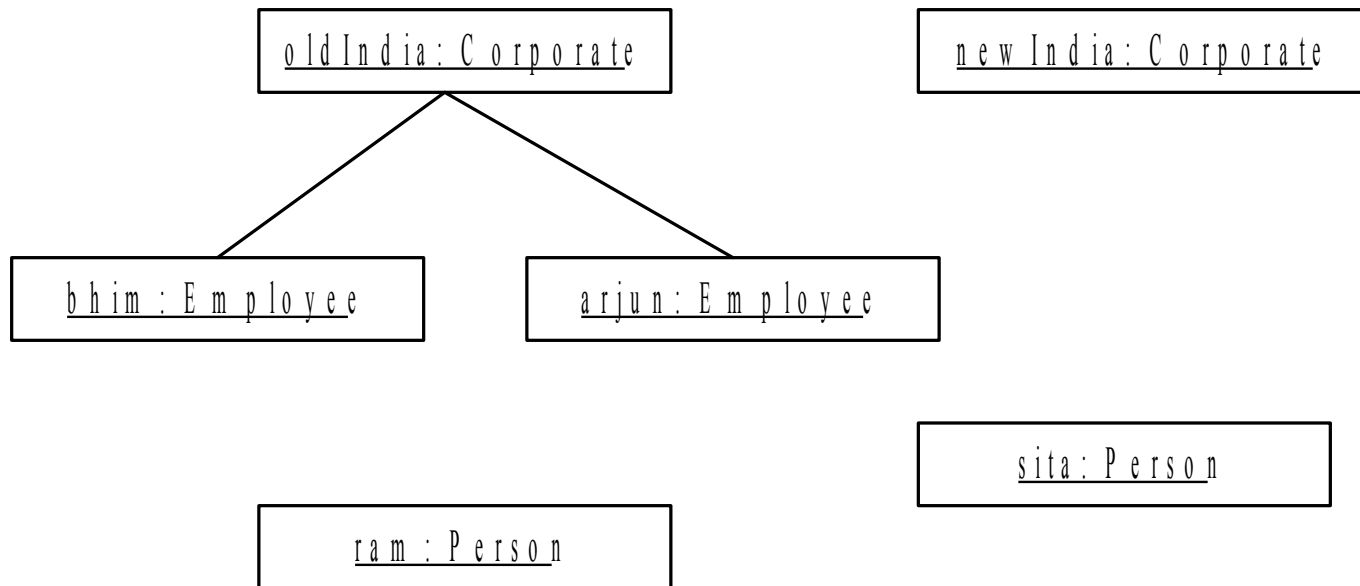 oldIndia:Corporate
newIndia:Corporate
bhim:Employee
arjun:Employee
sita:Person
ram:Person